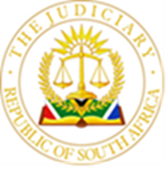 THE JUDICIARY
REPUBLIC OF SOUTH AFRICA